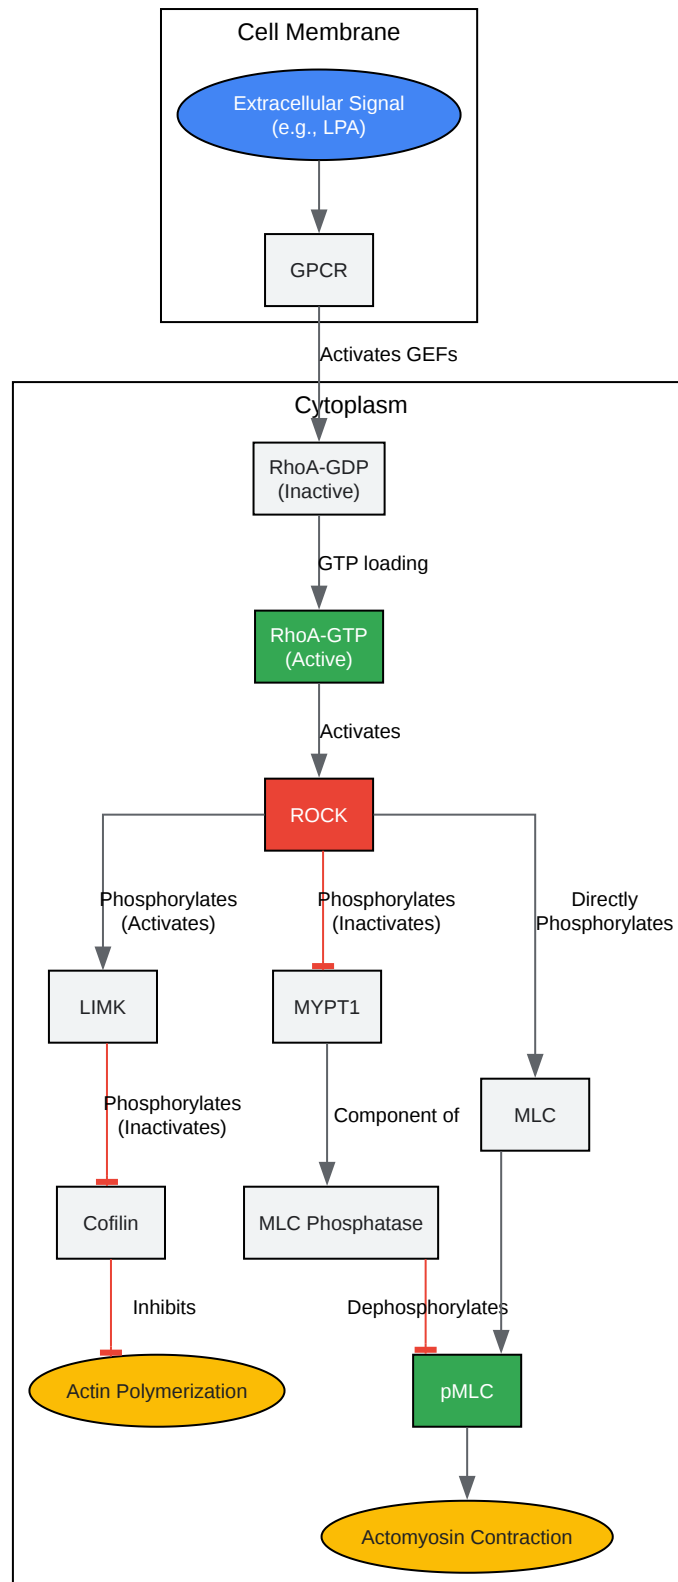 Cell Membrane
Extracellular Signal
(e.g., LPA)
GPCR
Activates GEFs
Cytoplasm
RhoA-GDP
(Inactive)
GTP loading
RhoA-GTP
(Active)
Activates
ROCK
Phosphorylates
(Activates)
Phosphorylates
(Inactivates)
Directly
Phosphorylates
LIMK
MYPT1
Phosphorylates
(Inactivates)
Component of
MLC
Cofilin
MLC Phosphatase
Inhibits
Dephosphorylates
Actin Polymerization
pMLC
Actomyosin Contraction